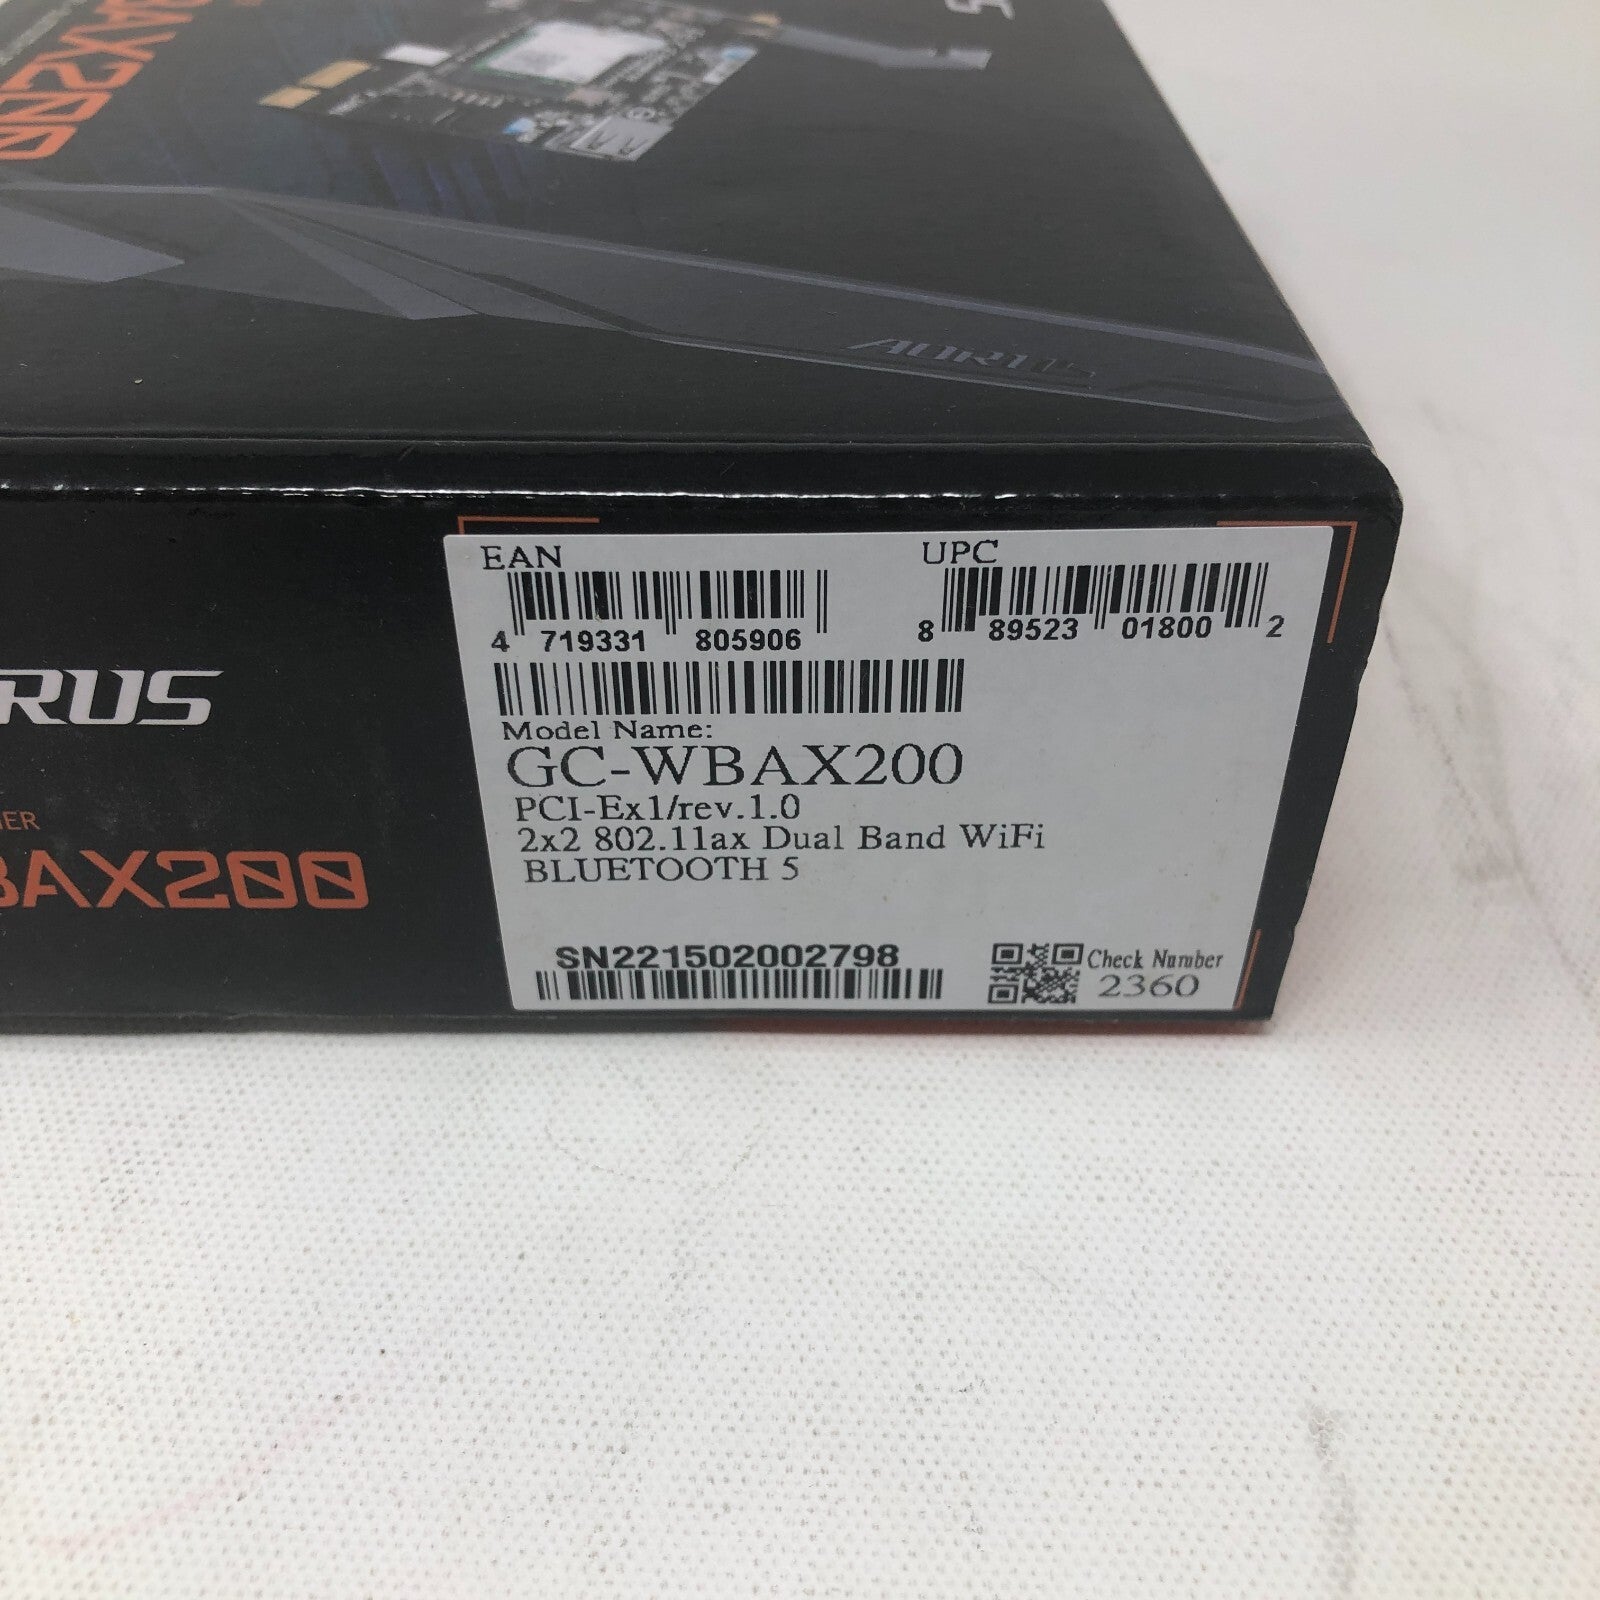 BAX200
AORUS
RUS
BAX200
EAN
UPC
4 719331 805906
8 89523 01800 2
Model Name:
GC-WBAX200
PCI-Ex1/rev.1.0
2x2 802.11ax Dual Band WiFi
BLUETOOTH 5
SN221502002798
Check Number
2360